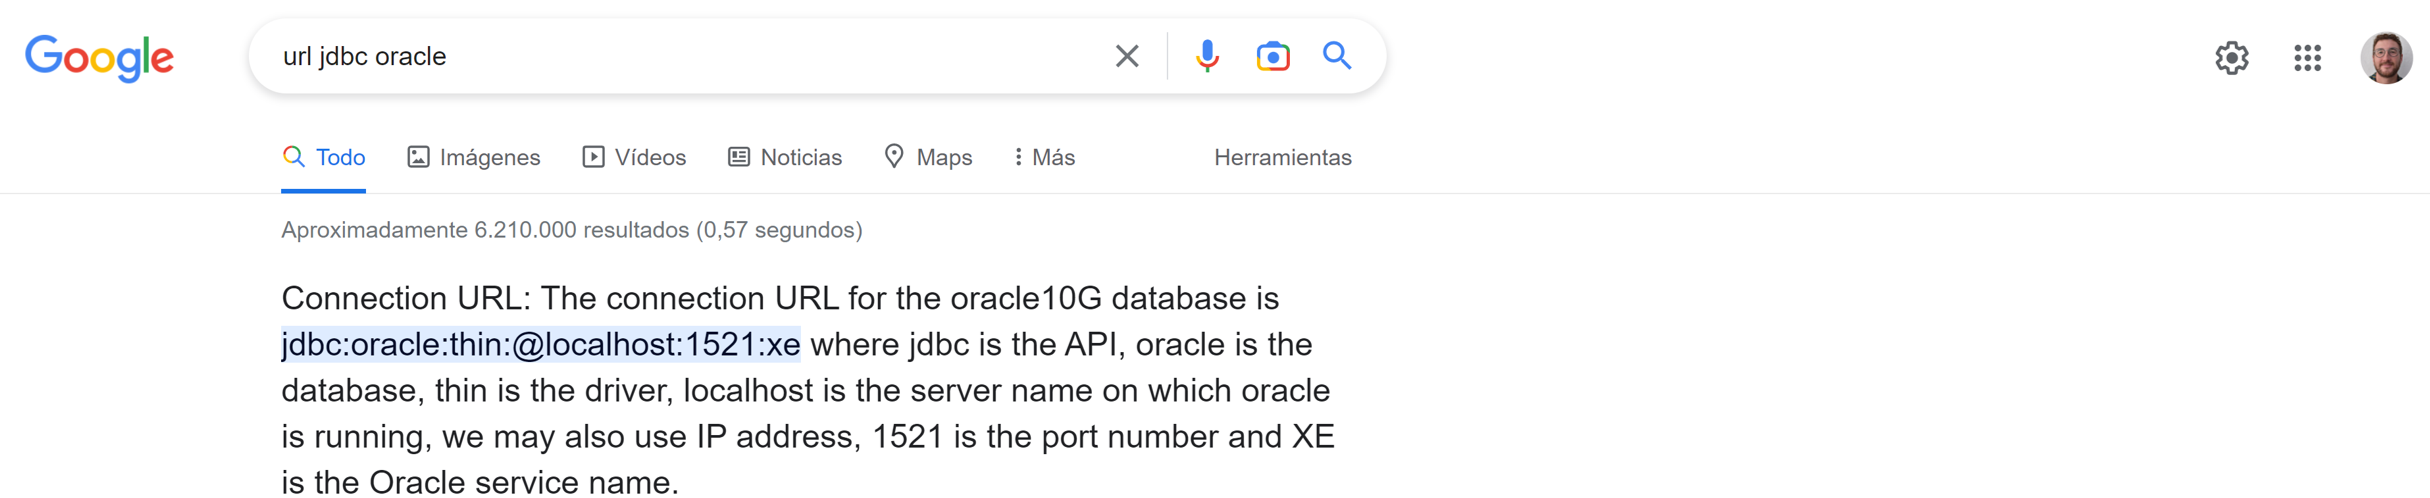 Google
url jdbc oracle
Todo Imágenes Vídeos Noticias Maps Más Herramientas
Aproximadamente 6.210.000 resultados (0,57 segundos)
Connection URL: The connection URL for the oracle10G database is
jdbc:oracle:thin:@localhost:1521:xe where jdbc is the API, oracle is the
database, thin is the driver, localhost is the server name on which oracle
is running, we may also use IP address, 1521 is the port number and XE
is the Oracle service name.